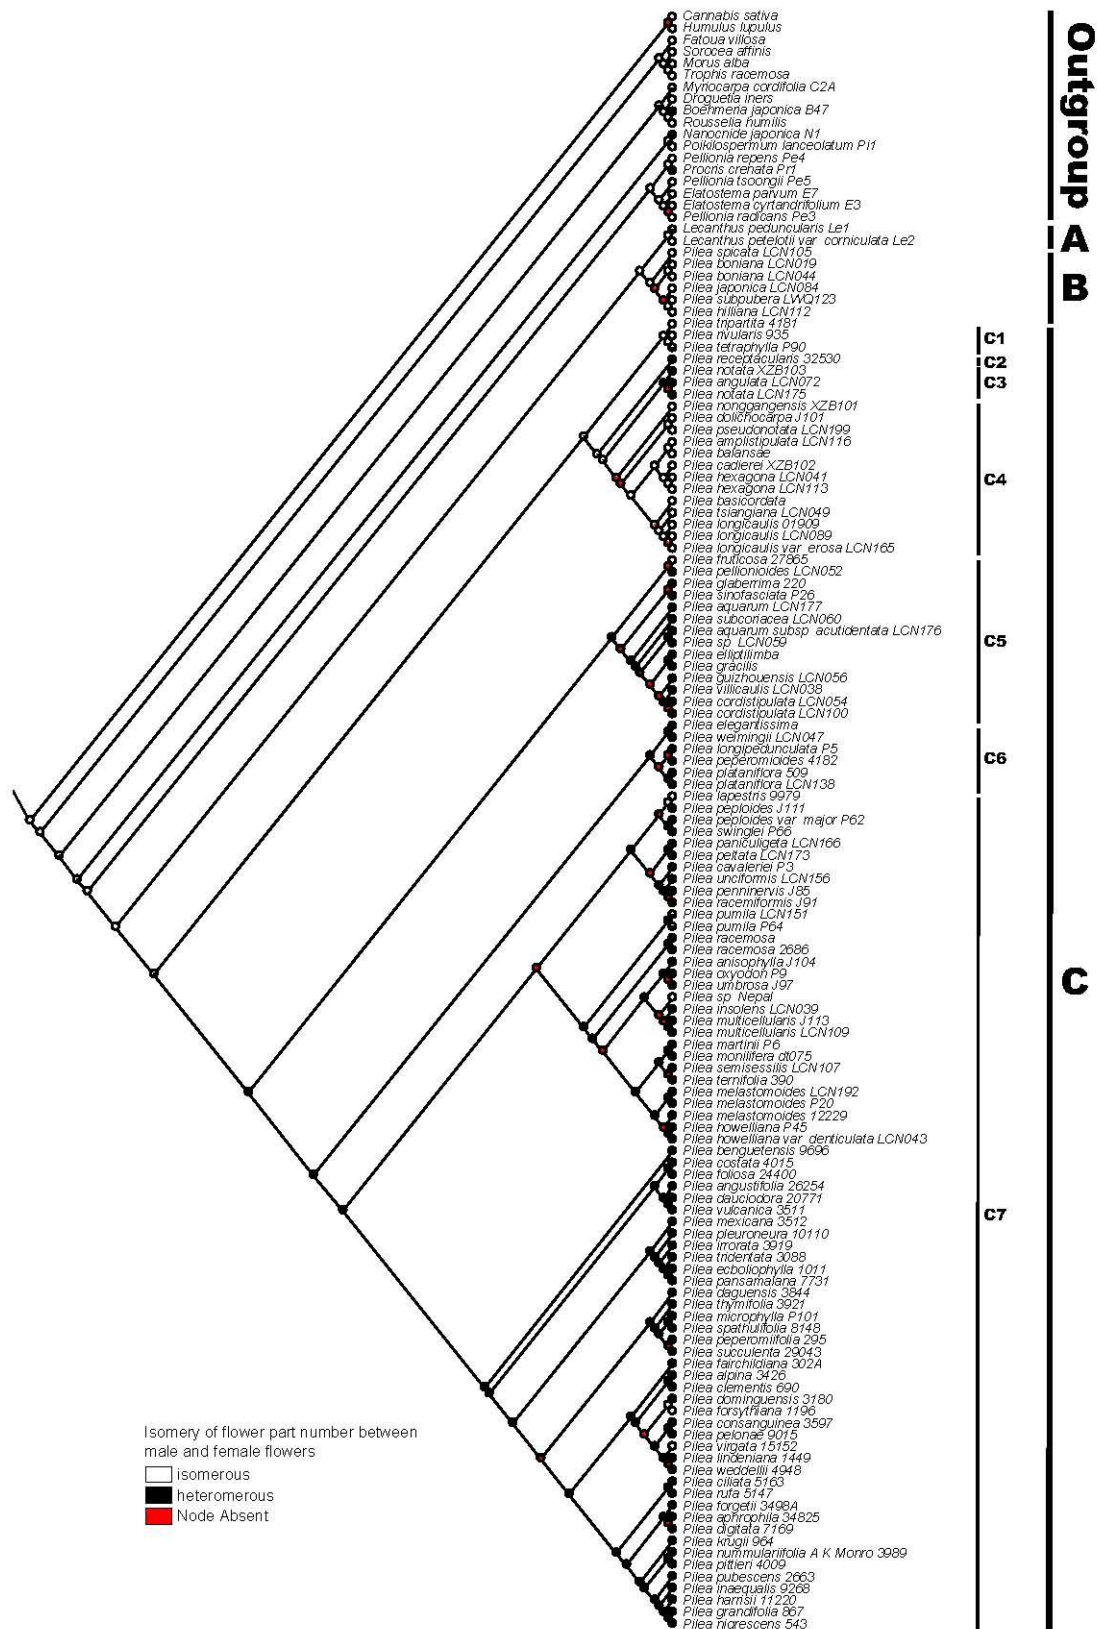 Cannabis sativa
Humulus lupulus
Fatoua villosa
Sorocea affinis
Morus alba
Trophis racemosa
Myriocarpa cordifolia C2A
Droguetia iners
Boehmeria japonica B47
Rousselia humilis
Nanocnide japonica N1
Poikilospermum lanceolatum Pl1
Pellionia repens Pe4
Procris crenata Pr1
Pellionia tsoongii Pe5
Elatostema parvum E7
Elatostema cyrtandrifolium E3
Pellionia radicans Pe3
Lecanthus peduncularis Le1
Lecanthus petelotii var corniculata Le2
Pilea spicata LCN105
Pilea boniana LCN019
Pilea boniana LCN044
Pilea japonica LCN084
Pilea subpubera LWQ123
Pilea hilliana LCN112
Pilea tripartita 4181
Pilea rivularis 935
Pilea tetraphylla P90
Pilea receptacularis 32530
Pilea notata XZB103
Pilea angulata LCN072
Pilea notata LCN175
Pilea nonggangensis XZB101
Pilea dolichocarpa J101
Pilea pseudonotata LCN199
Pilea amplistipulata LCN116
Pilea balansae
Pilea cadierei XZB102
Pilea hexagona LCN041
Pilea hexagona LCN113
Pilea basicordata
Pilea tsiangiana LCN049
Pilea longicaulis 01909
Pilea longicaulis LCN089
Pilea longicaulis var erosa LCN165
Pilea fruticosa 27865
Pilea pellionioides LCN052
Pilea glaberrima 220
Pilea sinofasciata P26
Pilea aquarum LCN177
Pilea subcoriacea LCN060
Pilea aquarum subsp acutidentata LCN176
Pilea sp LCN059
Pilea elliptilimba
Pilea gracilis
Pilea guizhouensis LCN056
Pilea villicaulis LCN038
Pilea cordistipulata LCN054
Pilea cordistipulata LCN100
Pilea elegantissima
Pilea weimingii LCN047
Pilea longipedunculata P5
Pilea peperomioides 4182
Pilea plataniflora 509
Pilea plataniflora LCN138
Pilea lapestris 9979
Pilea peploides J111
Pilea peploides var major P62
Pilea swinglei P66
Pilea paniculigeta LCN166
Pilea peltata LCN173
Pilea cavaleriei P3
Pilea unciformis LCN156
Pilea penninervis J85
Pilea racemiformis J91
Pilea pumila LCN151
Pilea pumila P64
Pilea racemosa
Pilea racemosa 2686
Pilea anisophylla J104
Pilea oxyodon P9
Pilea umbrosa J97
Pilea sp Nepal
Pilea insolens LCN039
Pilea multicellularis J113
Pilea multicellularis LCN109
Pilea martinii P6
Pilea monilifera dt075
Pilea semisessilis LCN107
Pilea ternifolia 390
Pilea melastomoides LCN192
Pilea melastomoides P20
Pilea melastomoides 12229
Pilea howelliana P45
Pilea howelliana var denticulata LCN043
Pilea benguetensis 9696
Pilea costata 4015
Pilea foliosa 24400
Pilea angustifolia 26254
Pilea dauciodora 20771
Pilea vulcanica 3511
Pilea mexicana 3512
Pilea pleuroneura 10110
Pilea irrorata 3919
Pilea tridentata 3088
Pilea ecboliophylla 1011
Pilea pansamalana 7731
Pilea daguensis 3844
Pilea thymifolia 3921
Pilea microphylla P101
Pilea spathulifolia 8148
Pilea peperomiifolia 295
Pilea succulenta 29043
Pilea fairchildiana 302A
Pilea alpina 3426
Pilea clementis 690
Pilea dominguensis 3180
Pilea forsythiana 1196
Pilea consanguinea 3597
Pilea pelonae 9015
Pilea virgata 15152
Pilea lindeniana 1449
Pilea weddellii 4948
Pilea ciliata 5163
Pilea rufa 5147
Pilea forgetii 3498A
Pilea aphrophila 34825
Pilea digitata 7169
Pilea krugii 964
Pilea nummulariifolia A K Monro 3989
Pilea pittieri 4009
Pilea pubescens 2663
Pilea inaequalis 9268
Pilea harrisii 11220
Pilea grandifolia 867
Pilea nigrescens 543
C1
C2
C3
C4
C5
C6
C7
Outgroup
A
B
C
Isomery of flower part number between
male and female flowers
isomerous
heteromerous
Node Absent